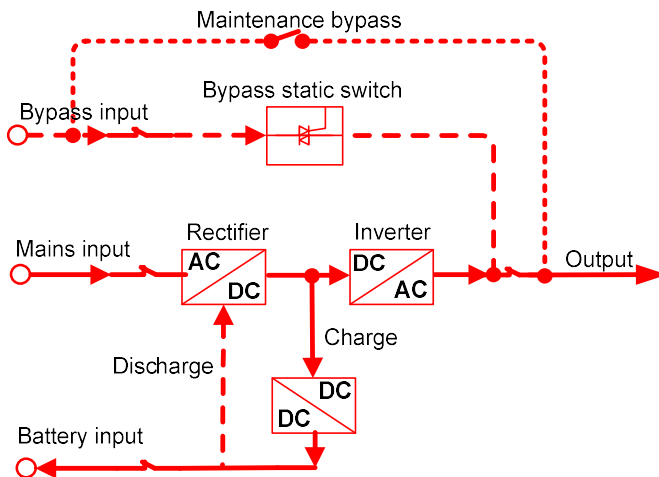 Maintenance bypass
Bypass static switch
Bypass input
Mains input
Rectifier
Inverter
AC
DC
DC
AC
Output
Discharge
Charge
DC
DC
Battery input